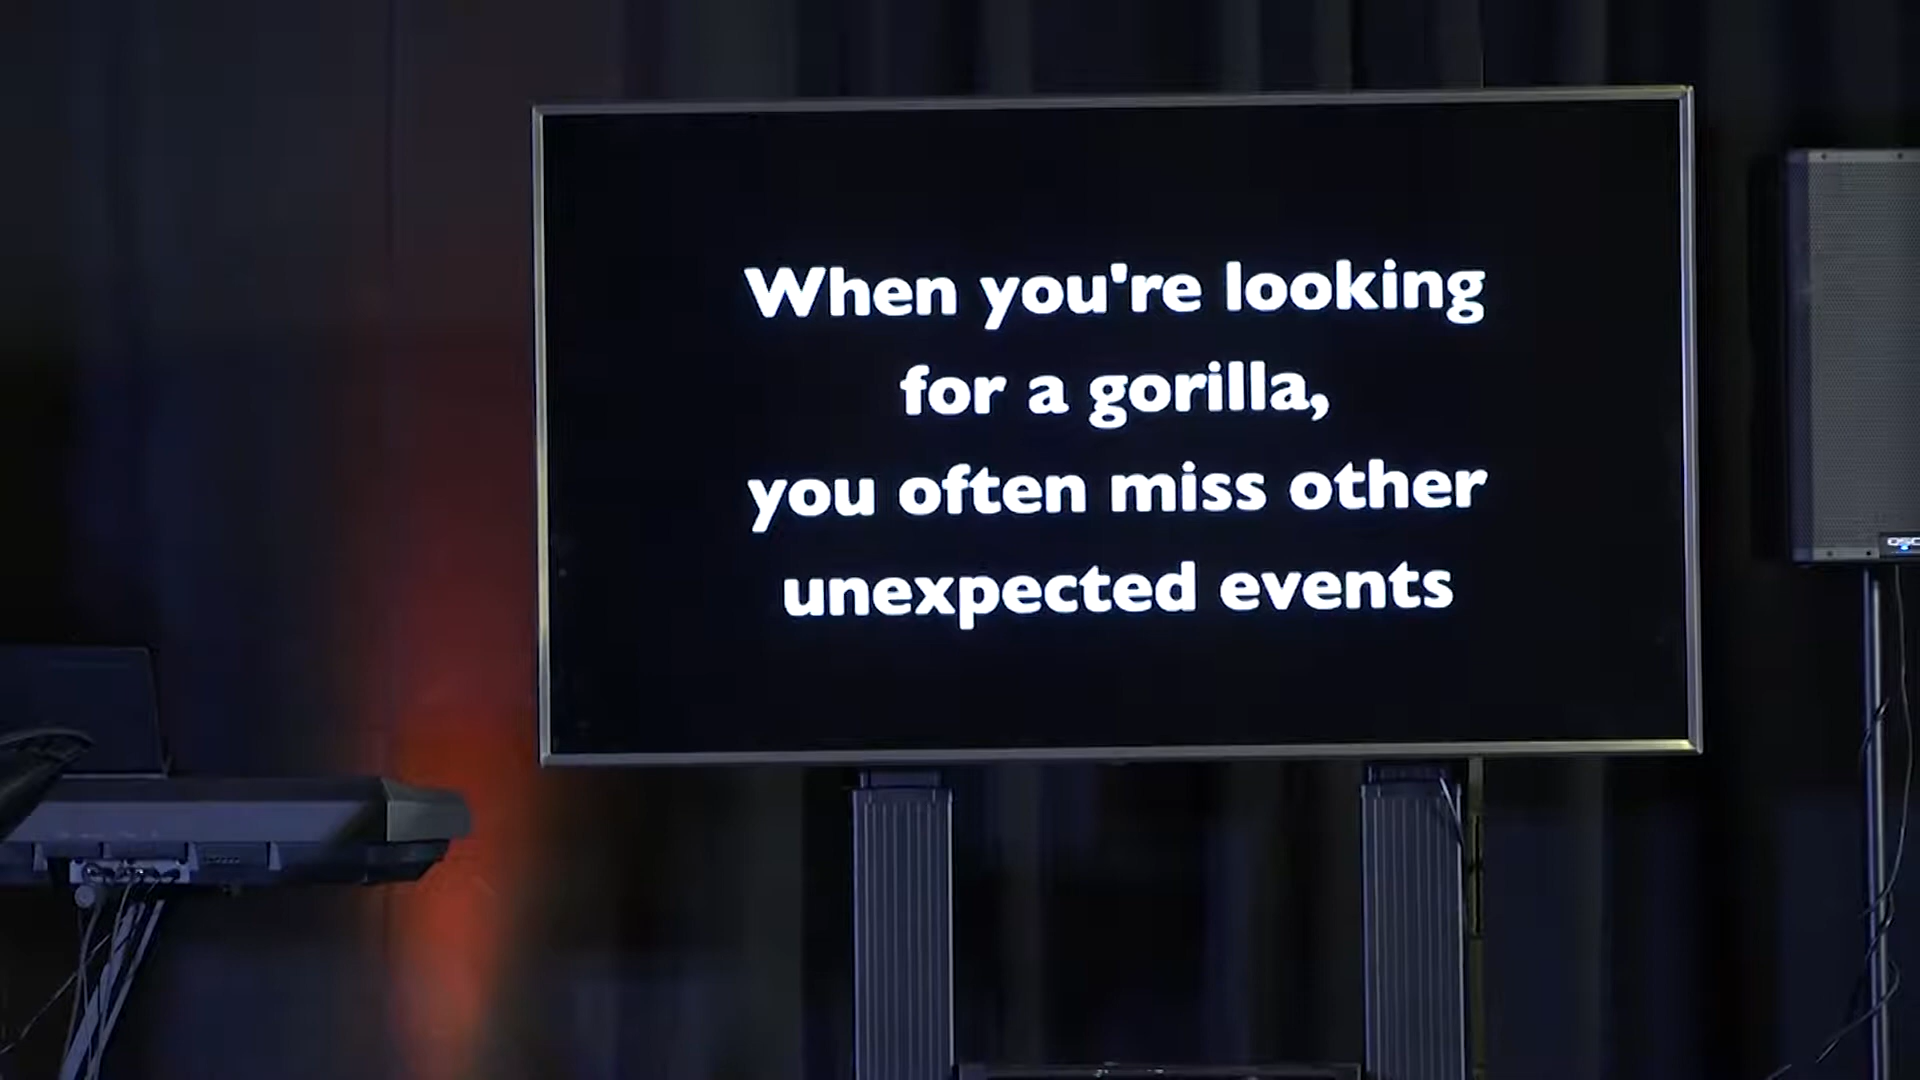 When you're looking
for a gorilla,
you often miss other
unexpected events